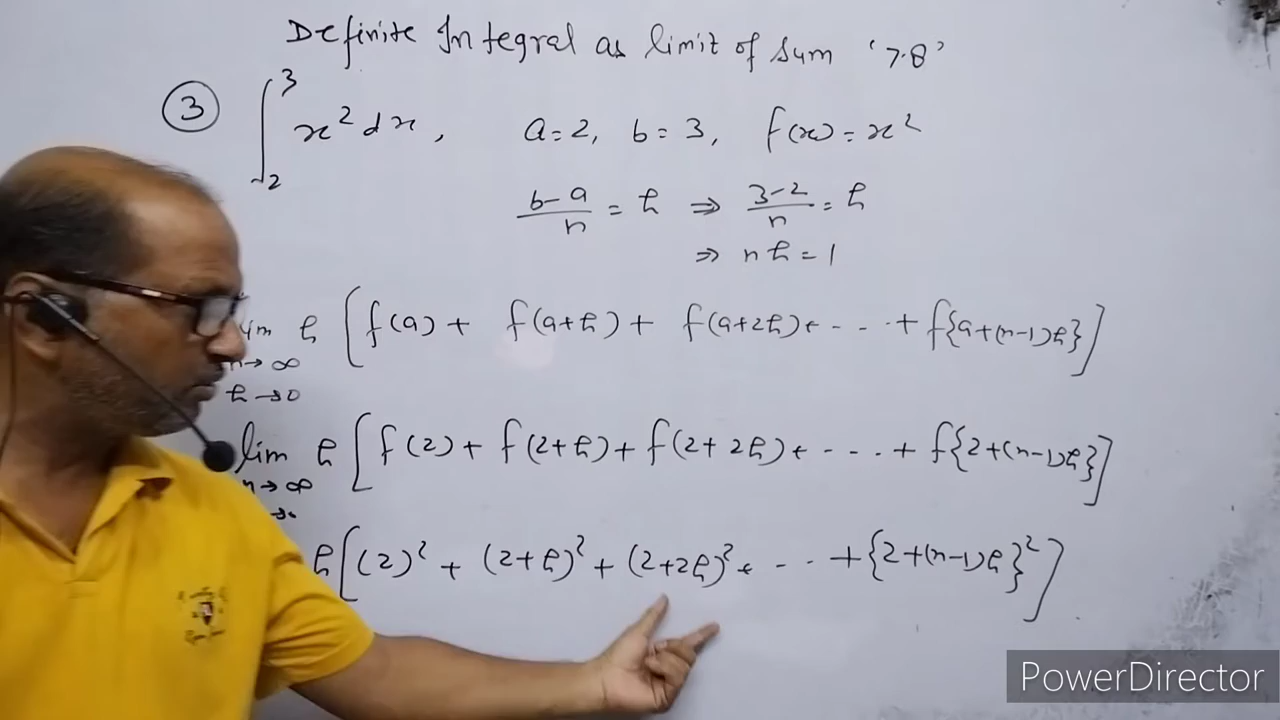 Definite Integral as limit of sum '7.8'
③ ∫₂³ x² dx, a=2, b=3, f(x)=x²
b-a/n = h ⇒ 3-2/n = h
⇒ nh=1
h [f(a)+ f(a+h)+ f(a+2h)+ - - . + f{a+(n-1)h}]
n→∞
h→0
lim h [f(2)+ f(2+h)+ f(2+2h)+ - - - . + f{2+(n-1)h}]
n→∞
h [(2)² + (2+h)² + (2+2h)² + - - - + {2+(n-1)h}²]
PowerDirector